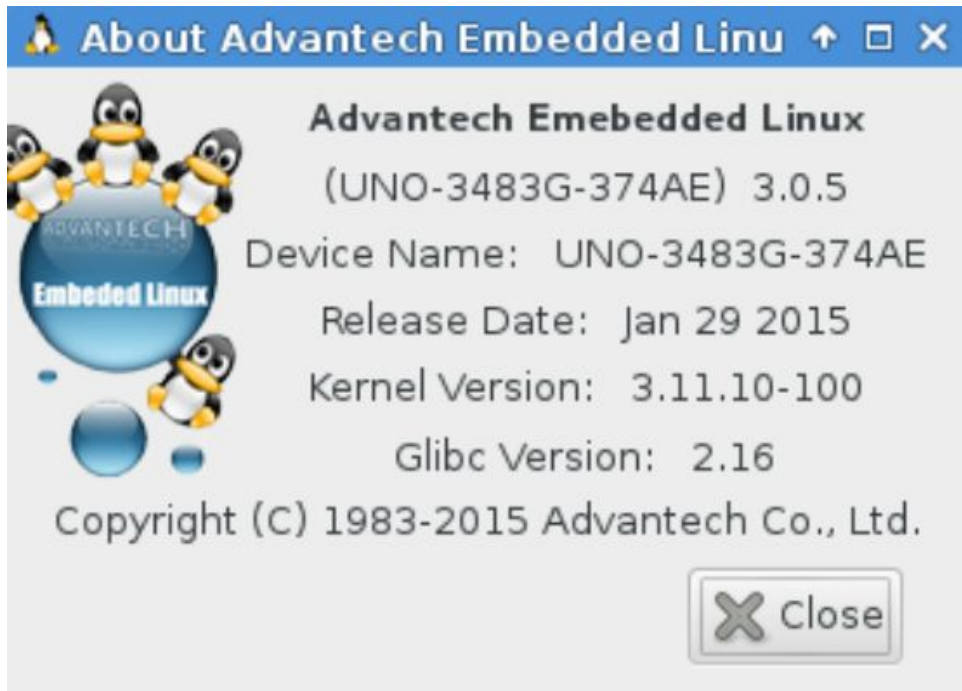 About Advantech Embedded Linu
Advantech Emebedded Linux
(UNO-3483G-374AE) 3.0.5
ADVANTECH
Embeded Linux
Device Name: UNO-3483G-374AE
Release Date: Jan 29 2015
Kernel Version: 3.11.10-100
Glibc Version: 2.16
Copyright (C) 1983-2015 Advantech Co., Ltd.
Close